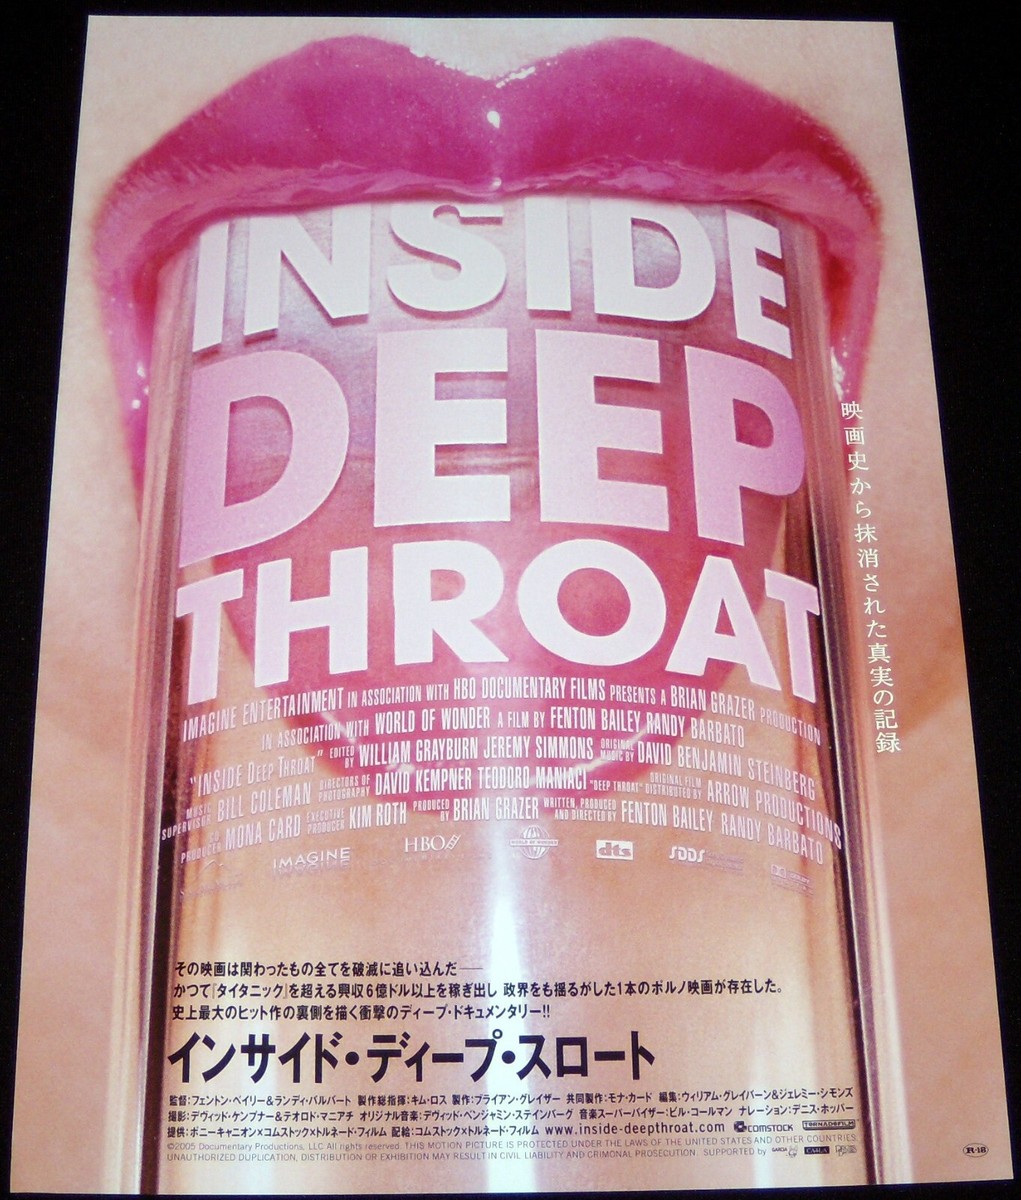 INSIDE
DEEP
THROAT
映画史から抹消された真実の記録
IMAGINE ENTERTAINMENT IN ASSOCIATION WITH HBO DOCUMENTARY FILMS PRESENTS A BRIAN GRAZER PRODUCTION
IN ASSOCIATION WITH WORLD OF WONDER A FILM BY FENTON BAILEY RANDY BARBATO
"INSIDE DEEP THROAT" EDITED BY WILLIAM GRAYBURN JEREMY SIMMONS ORIGINAL MUSIC BY DAVID BENJAMIN STEINBERG
MUSIC SUPERVISOR BILL COLEMAN DIRECTORS OF PHOTOGRAPHY DAVID KEMPNER TEODORO MANIACI "DEEP THROAT" ORIGINAL FILM DISTRIBUTED BY ARROW PRODUCTIONS
CO PRODUCER MONA CARD EXECUTIVE PRODUCER KIM ROTH PRODUCED BY BRIAN GRAZER WRITTEN, PRODUCED AND DIRECTED BY FENTON BAILEY RANDY BARBATO
IMAGINE HBO WORLD OF WONDER dts SDDS
その映画は関わったもの全てを破滅に追い込んだ——
かつて『タイタニック』を超える興収6億ドル以上を稼ぎ出し 政界をも揺るがした1本のポルノ映画が存在した。
史上最大のヒット作の裏側を描く衝撃のディープ・ドキュメンタリー!!
インサイド・ディープ・スロート
監督:フェントン・ベイリー&ランディ・バルバート 製作総指揮:キム・ロス 製作:ブライアン・グレイザー 共同製作:モナ・カード 編集:ウィリアム・グレイバーン&ジェレミー・シモンズ
撮影:デヴィッド・ケンプナー&テオロド・マニアチ オリジナル音楽:デヴィッド・ベンジャミン・スタインバーグ 音楽スーパーバイザー:ビル・コールマン ナレーション:デニス・ホッパー
提供:ポニーキャニオン×コムストック×トルネード・フィルム 配給:コムストック×トルネード・フィルム www.inside-deepthroat.com COMSTOCK TORNADOFILM
©2005 Documentary Productions, LLC All rights reserved. THIS MOTION PICTURE IS PROTECTED UNDER THE LAWS OF THE UNITED STATES AND OTHER COUNTRIES.
UNAUTHORIZED DUPLICATION, DISTRIBUTION OR EXHIBITION MAY RESULT IN CIVIL LIABILITY AND CRIMONAL PROSECUTION. SUPPORTED by
R-18